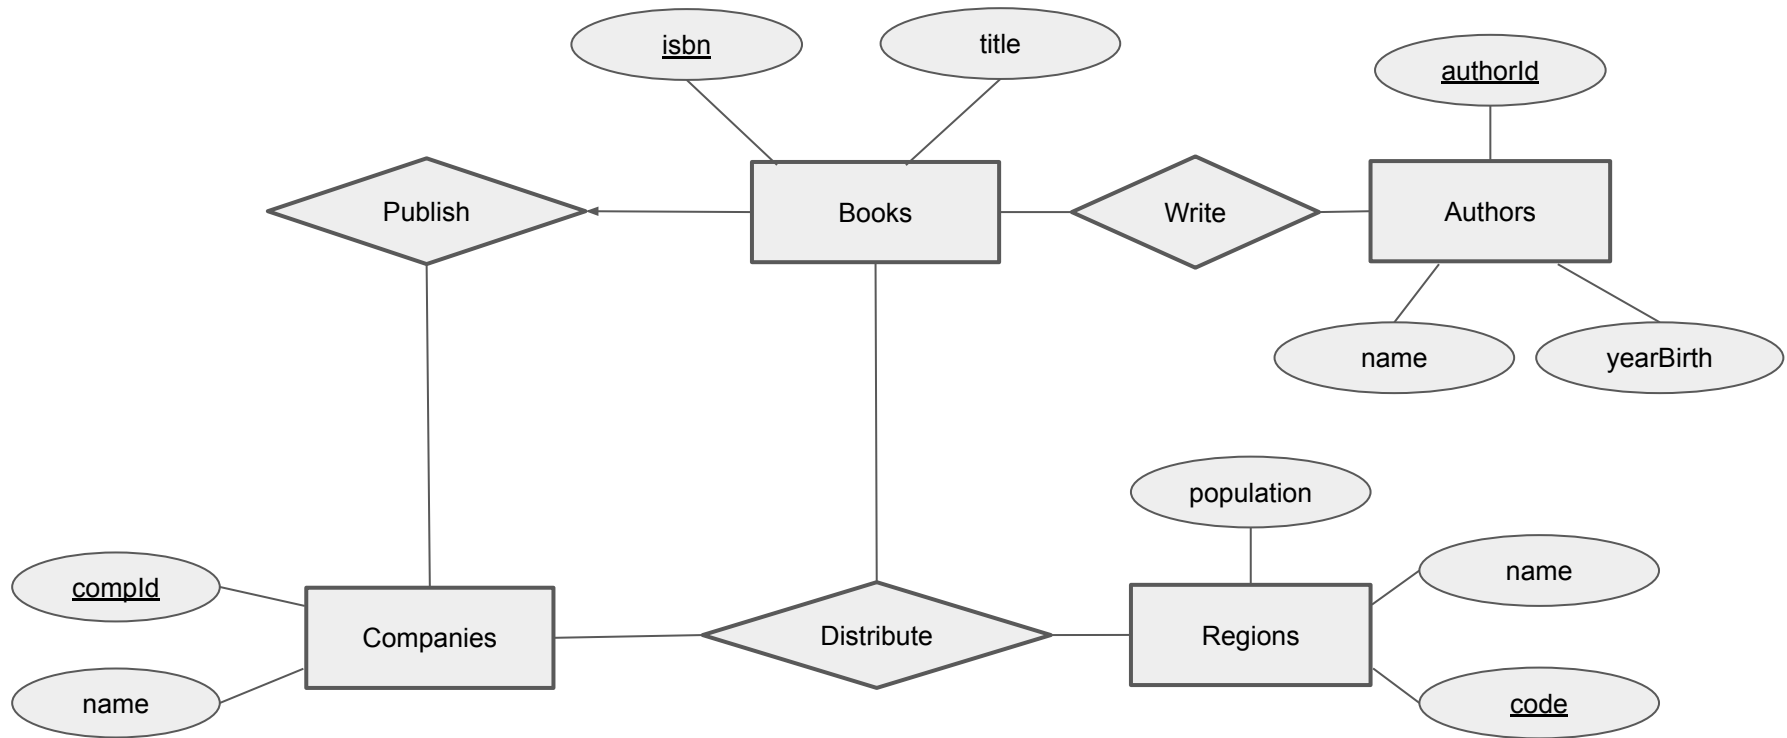 isbn
title
authorId
Publish
Books
Write
Authors
name
yearBirth
population
compId
name
Companies
Distribute
Regions
name
code